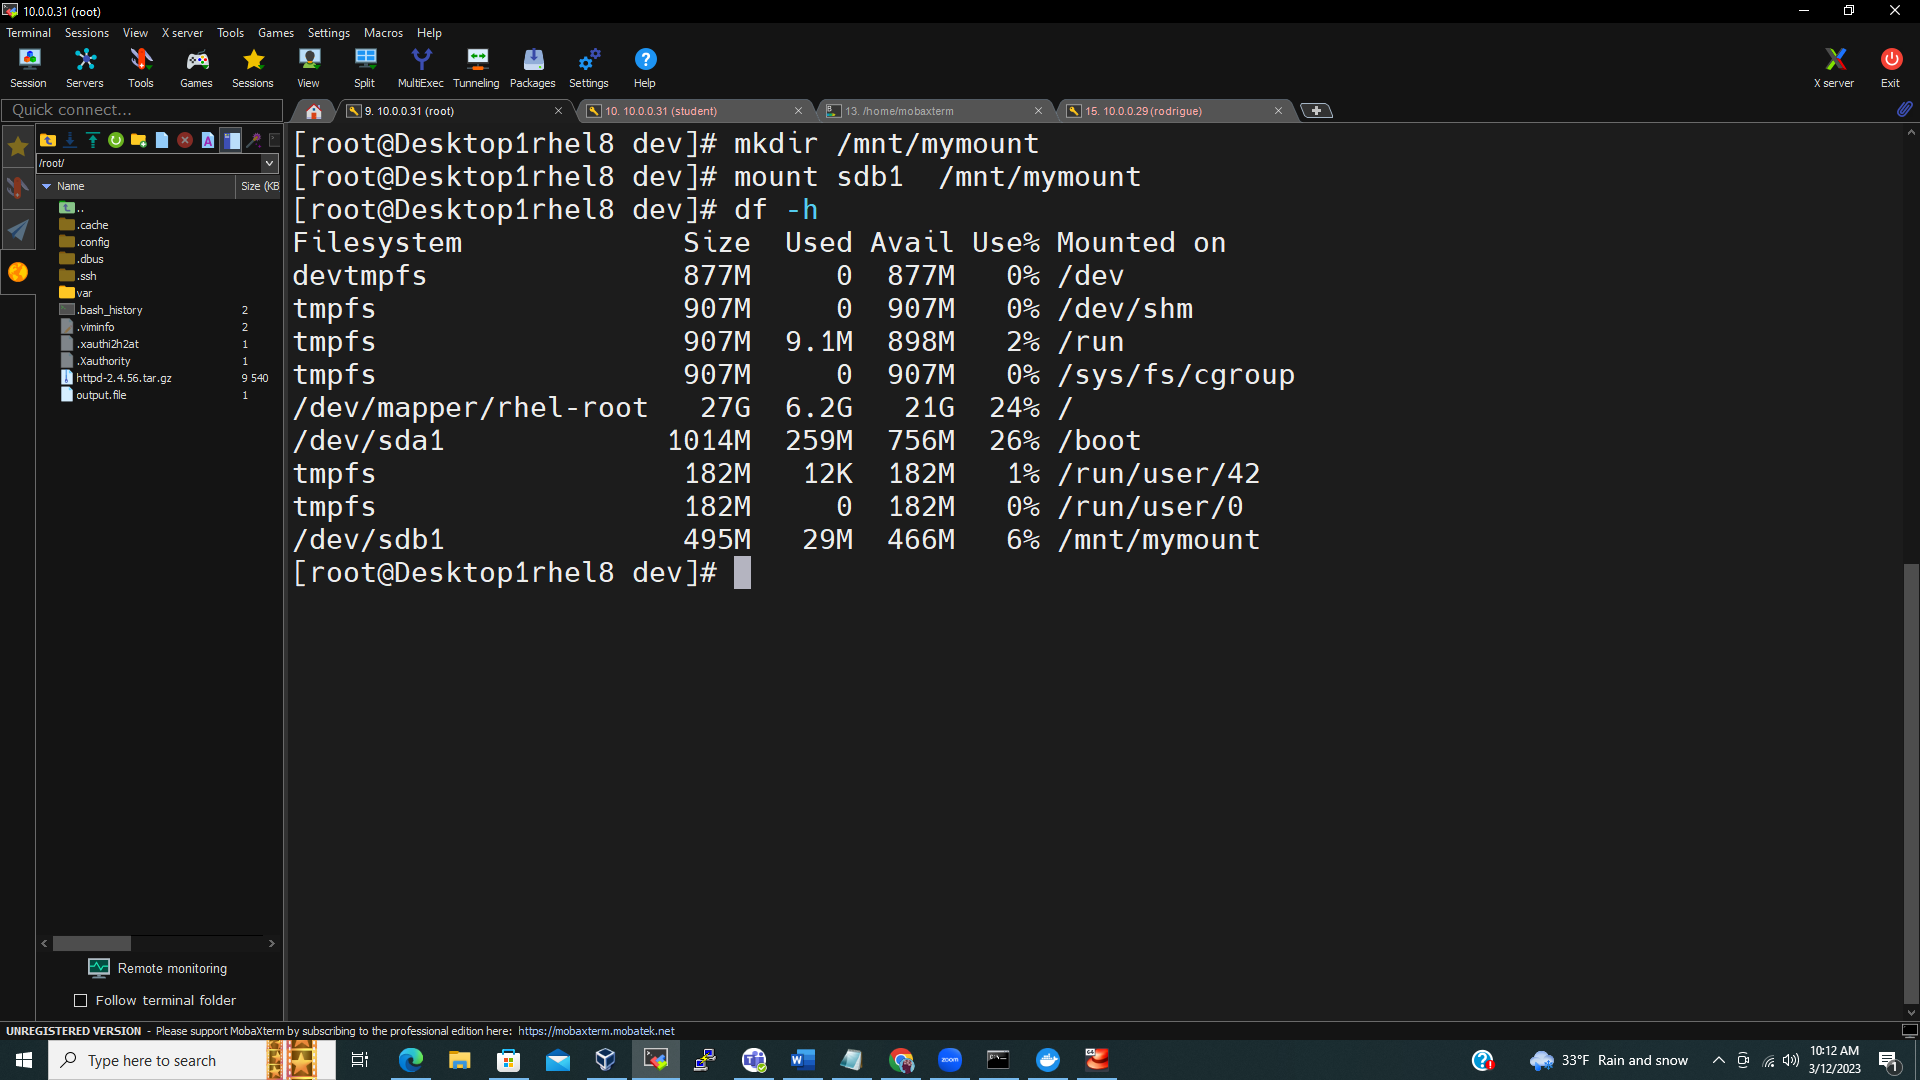 10.0.0.31 (root)
Terminal Sessions View X server Tools Games Settings Macros Help
Session Servers Tools Games Sessions View Split MultiExec Tunneling Packages Settings Help X server Exit
Quick connect...
9. 10.0.0.31 (root) 10. 10.0.0.31 (student) 13. /home/mobaxterm 15. 10.0.0.29 (rodrigue)
/root/
Name Size (KB
..
.cache
.config
.dbus
.ssh
var
.bash_history 2
.viminfo 2
.xauthi2h2at 1
.Xauthority 1
httpd-2.4.56.tar.gz 9 540
output.file 1
Remote monitoring
Follow terminal folder
[root@Desktop1rhel8 dev]# mkdir /mnt/mymount
[root@Desktop1rhel8 dev]# mount sdb1  /mnt/mymount
[root@Desktop1rhel8 dev]# df -h
Filesystem             Size  Used Avail Use% Mounted on
devtmpfs               877M     0  877M   0% /dev
tmpfs                  907M     0  907M   0% /dev/shm
tmpfs                  907M  9.1M  898M   2% /run
tmpfs                  907M     0  907M   0% /sys/fs/cgroup
/dev/mapper/rhel-root   27G  6.2G   21G  24% /
/dev/sda1             1014M  259M  756M  26% /boot
tmpfs                  182M   12K  182M   1% /run/user/42
tmpfs                  182M     0  182M   0% /run/user/0
/dev/sdb1              495M   29M  466M   6% /mnt/mymount
[root@Desktop1rhel8 dev]#
UNREGISTERED VERSION - Please support MobaXterm by subscribing to the professional edition here: https://mobaxterm.mobatek.net
Type here to search
zoom
33°F Rain and snow
10:12 AM
3/12/2023
1